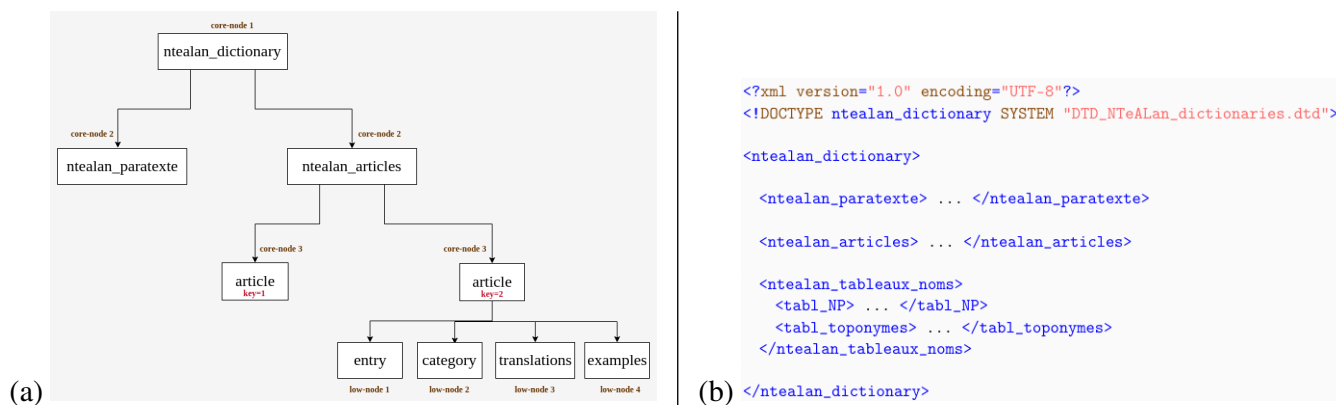 core-node 1
ntealan_dictionary
core-node 2
core-node 2
ntealan_paratexte
ntealan_articles
core-node 3
core-node 3
article
key=1
article
key=2
entry
category
translations
examples
low-node 1
low-node 2
low-node 3
low-node 4
(a)
<?xml version="1.0" encoding="UTF-8"?>
<!DOCTYPE ntealan_dictionary SYSTEM "DTD_NTeALan_dictionaries.dtd">
<ntealan_dictionary>
<ntealan_paratexte> ... </ntealan_paratexte>
<ntealan_articles> ... </ntealan_articles>
<ntealan_tableaux_noms>
<tabl_NP> ... </tabl_NP>
<tabl_toponymes> ... </tabl_toponymes>
</ntealan_tableaux_noms>
</ntealan_dictionary>
(b)